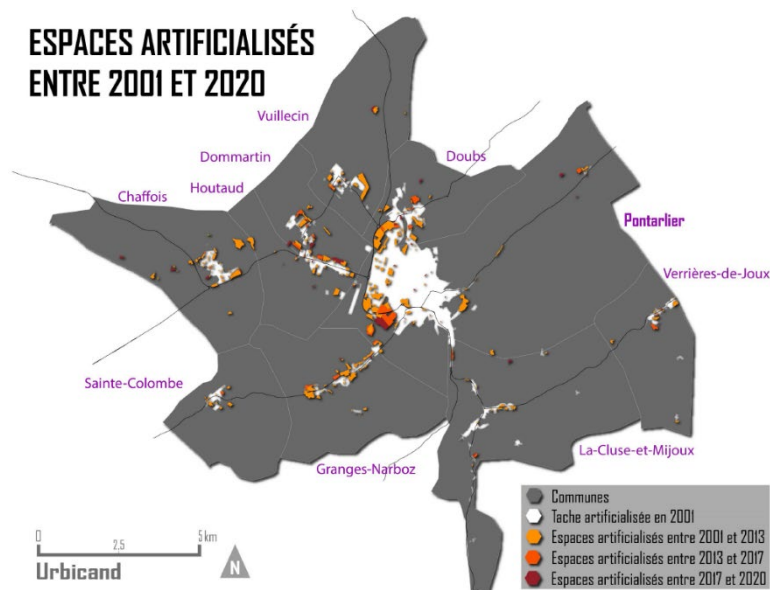 ESPACES ARTIFICIALISÉS
ENTRE 2001 ET 2020
Vuillecin
Dommartin
Doubs
Houtaud
Chaffois
Pontarlier
Verrières-de-Joux
Sainte-Colombe
La-Cluse-et-Mijoux
Granges-Narboz
Communes
Tache artificialisée en 2001
Espaces artificialisés entre 2001 et 2013
Espaces artificialisés entre 2013 et 2017
Espaces artificialisés entre 2017 et 2020
0 2,5 5 km
Urbicand
N